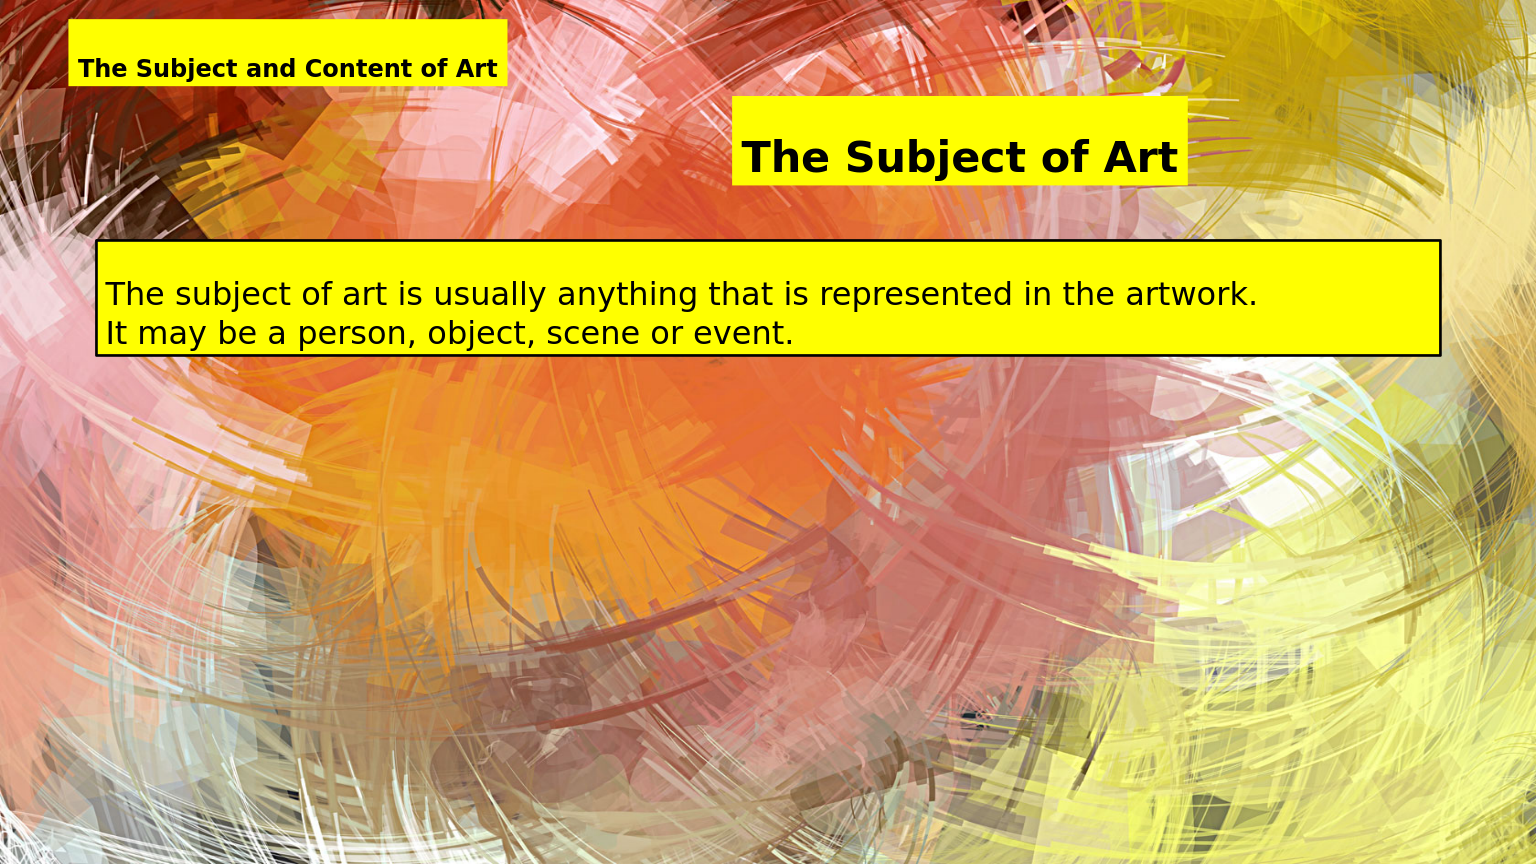 The Subject and Content of Art
The Subject of Art
The subject of art is usually anything that is represented in the artwork.
It may be a person, object, scene or event.